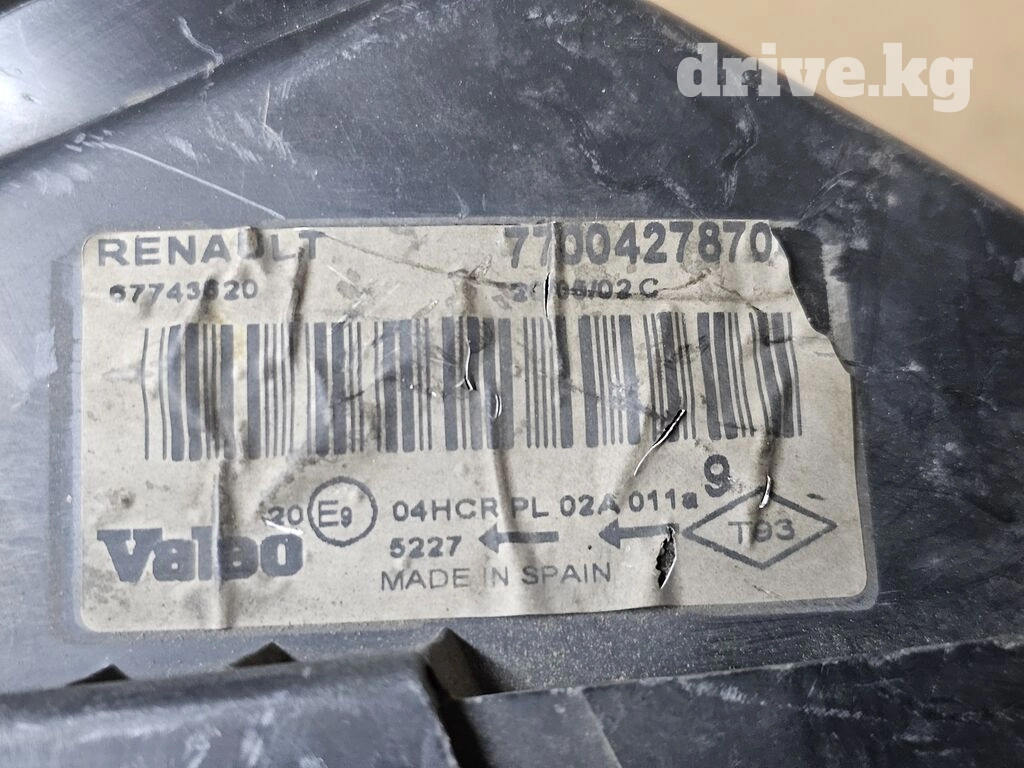 drive.kg
RENAULT 7700427870
67743620
20 E9 04HCR PL 02A 011a 9
Valeo 5227 T93
MADE IN SPAIN